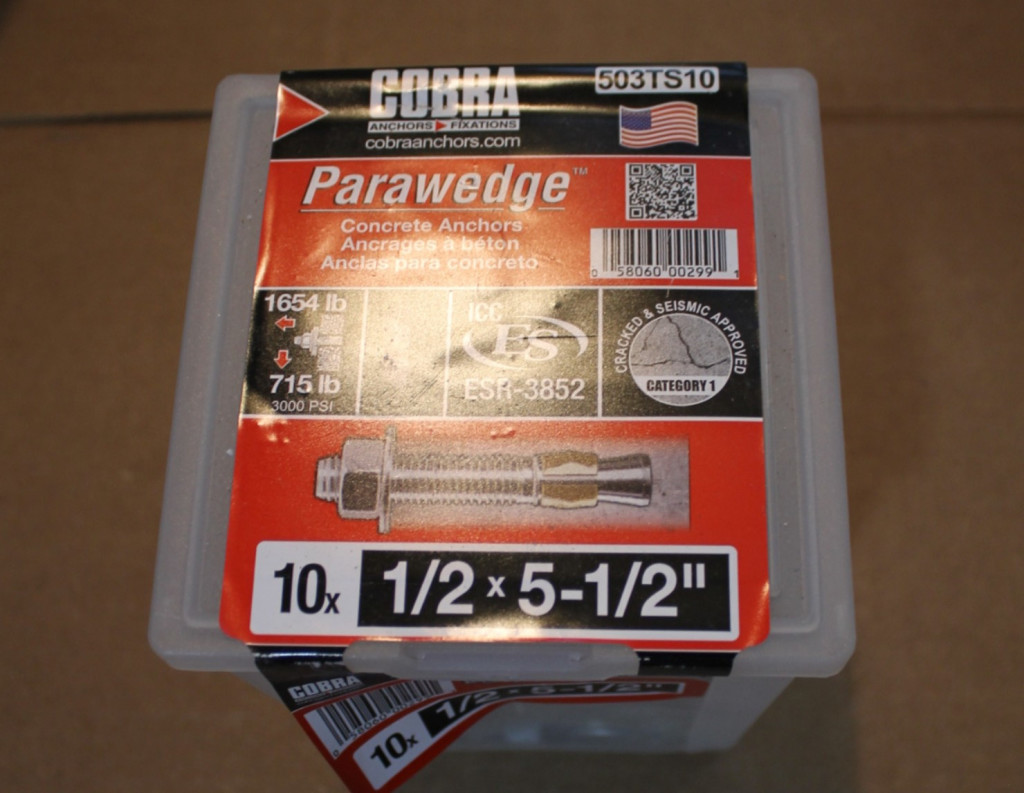 COBRA
ANCHORS FIXATIONS
cobraanchors.com
503TS10
Parawedge™
Concrete Anchors
Ancrages à béton
Anclas para concreto
0 58060 00299 1
1654 lb
715 lb
3000 PSI
ICC
ES
ESR-3852
CRACKED & SEISMIC APPROVED
CATEGORY 1
10x 1/2 x 5-1/2"
COBRA
10x 1/2 x 5-1/2"